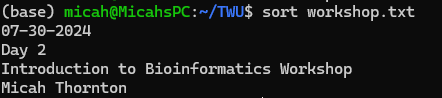 (base) micah@MicahsPC:~/TWU$ sort workshop.txt
07-30-2024
Day 2
Introduction to Bioinformatics Workshop
Micah Thornton